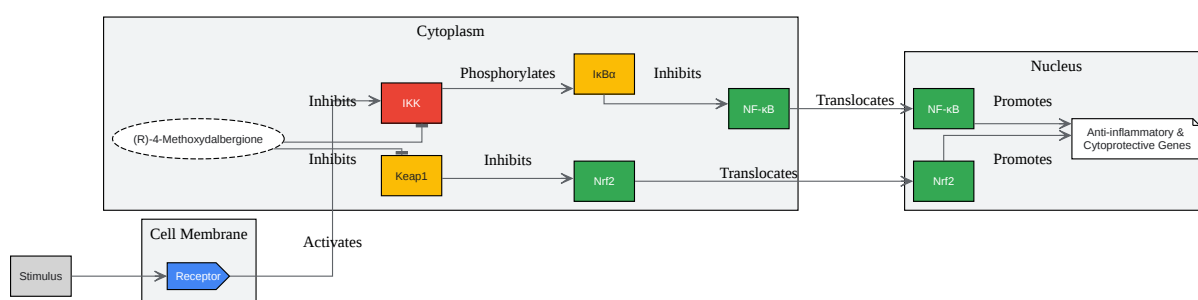 Cytoplasm
Nucleus
Phosphorylates
IκBα
Inhibits
Inhibits
IKK
NF-κB
Translocates
NF-κB
Promotes
(R)-4-Methoxydalbergione
Anti-inflammatory &
Cytoprotective Genes
Inhibits
Keap1
Inhibits
Nrf2
Translocates
Nrf2
Promotes
Cell Membrane
Activates
Stimulus
Receptor